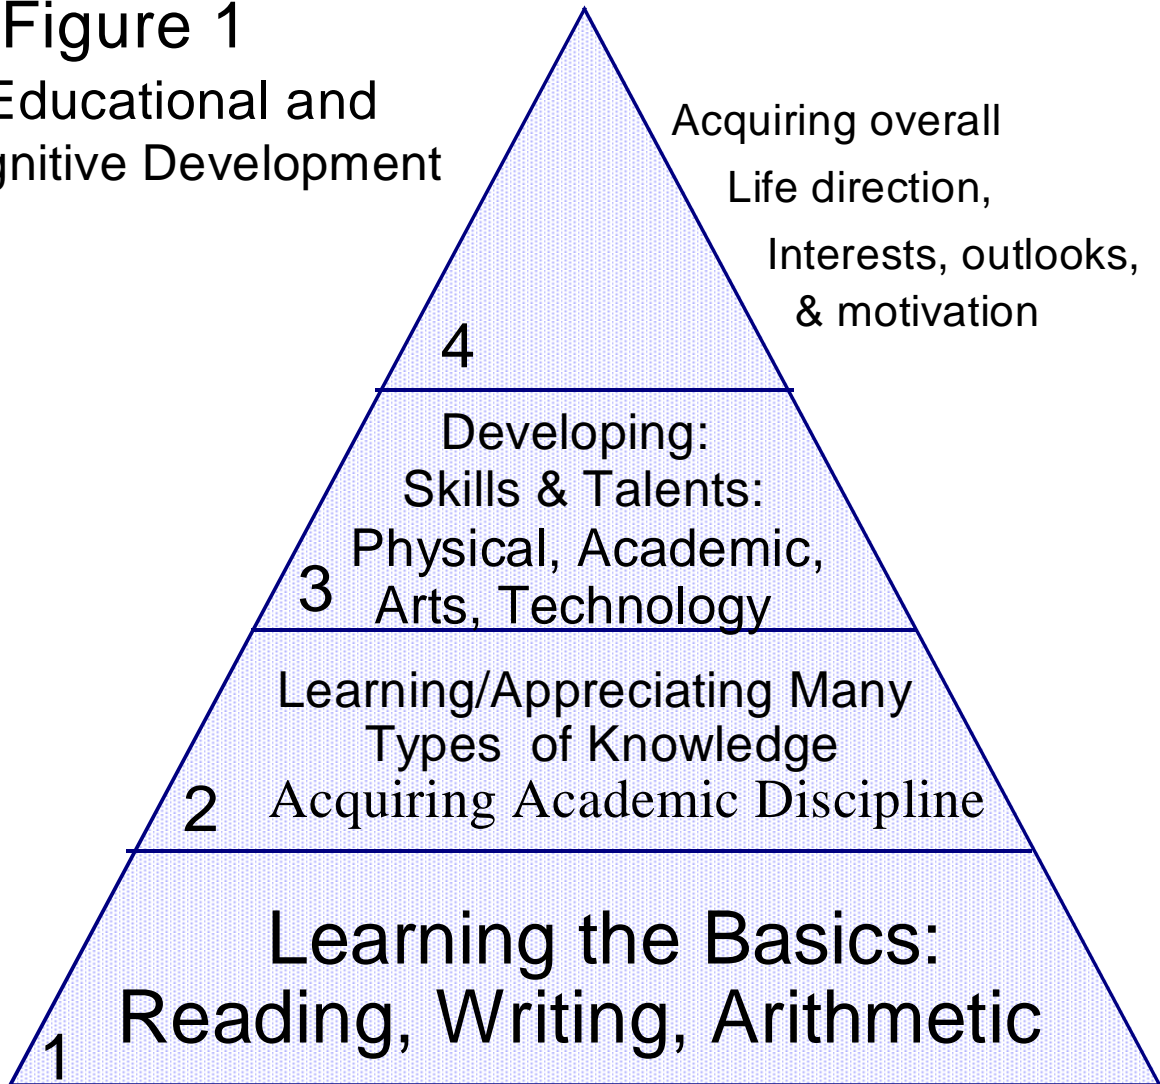 Figure 1
Educational and
gnitive Development
Acquiring overall
Life direction,
Interests, outlooks,
& motivation
4
Developing:
Skills & Talents:
Physical, Academic,
3 Arts, Technology
Learning/Appreciating Many
Types of Knowledge
2 Acquiring Academic Discipline
Learning the Basics:
Reading, Writing, Arithmetic
1